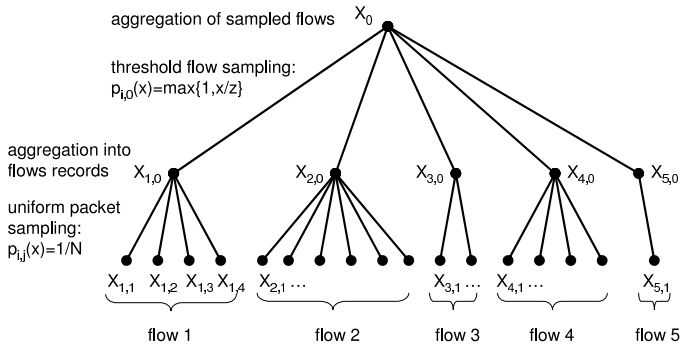 aggregation of sampled flows X0
threshold flow sampling:
pi,0(x)=max{1,x/z}
aggregation into
flows records
X1,0 X2,0 X3,0 X4,0 X5,0
uniform packet
sampling:
pi,j(x)=1/N
X1,1 X1,2 X1,3 X1,4 X2,1 ... X3,1 ... X4,1 ... X5,1
flow 1 flow 2 flow 3 flow 4 flow 5